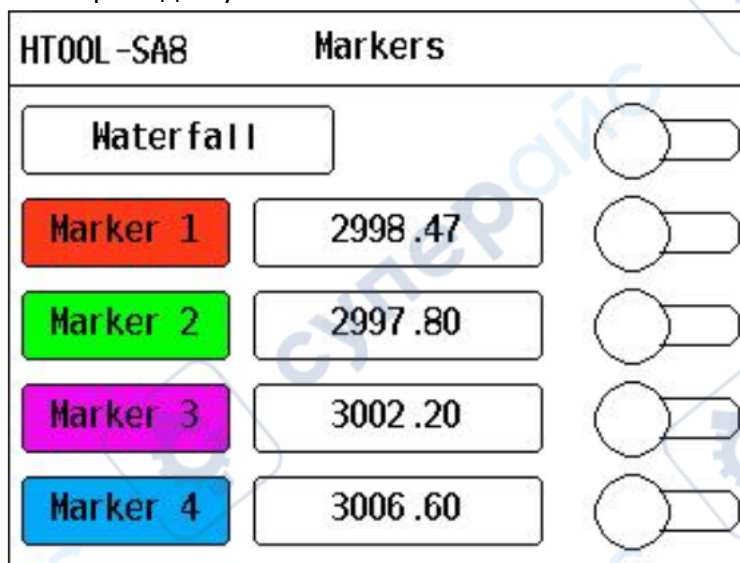 HTOOL-SA8 Markers
Waterfall
Marker 1 2998.47
Marker 2 2997.80
Marker 3 3002.20
Marker 4 3006.60
суперайс